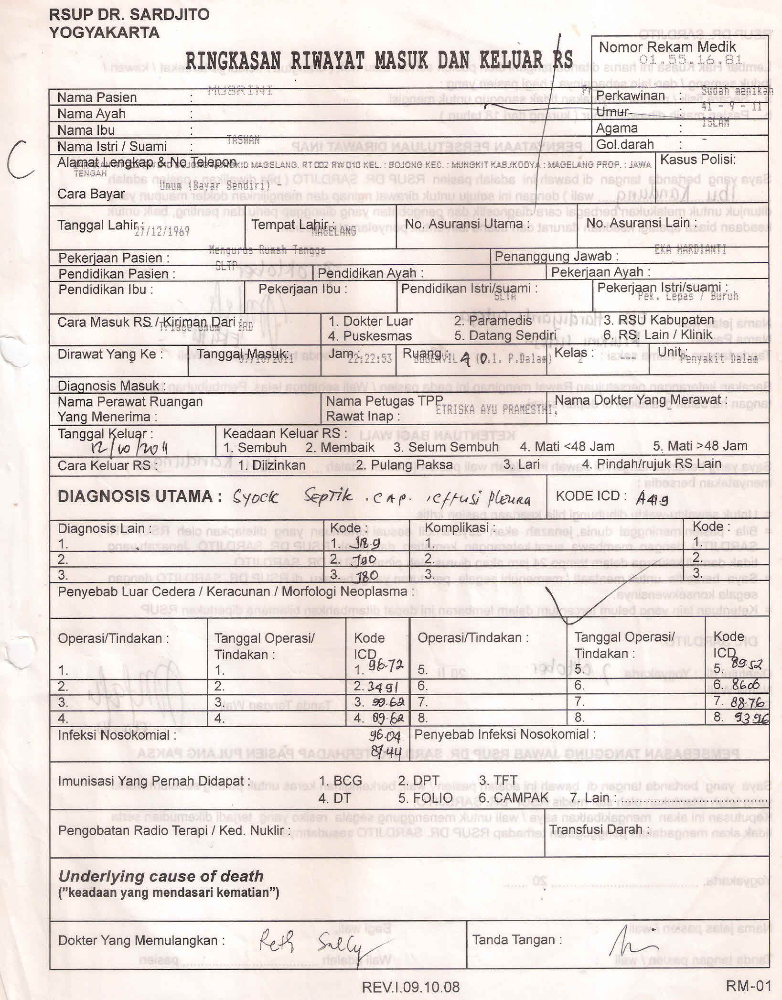 RSUP DR. SARDJITO
YOGYAKARTA
RINGKASAN RIWAYAT MASUK DAN KELUAR RS
Nomor Rekam Medik
01.55.16.81
Nama Pasien : MUSRINI
Perkawinan : Sudah menikah
Nama Ayah :
Umur : 41 - 9 - 11
Nama Ibu :
Agama : ISLAM
Nama Istri / Suami : TASWAN
Gol.darah : -
Alamat Lengkap & No Telepon
MAGELANG. RT 002 RW 010 KEL. : BOJONG KEC. : MUNGKIT KAB./KODYA : MAGELANG PROP. : JAWA
TENGAH
Kasus Polisi:
Cara Bayar Umum (Bayar Sendiri) -
Tanggal Lahir : 27/12/1969
Tempat Lahir : MAGELANG
No. Asuransi Utama :
No. Asuransi Lain :
Pekerjaan Pasien : Mengurus Rumah Tangga
Penanggung Jawab : EKA HARDIANTI
Pendidikan Pasien : SLTP
Pendidikan Ayah :
Pekerjaan Ayah :
Pendidikan Ibu :
Pekerjaan Ibu :
Pendidikan Istri/suami : SLTA
Pekerjaan Istri/suami : Pek. Lepas / Buruh
Cara Masuk RS / Kiriman Dari : Triage Umum IRD
1. Dokter Luar 2. Paramedis 3. RSU Kabupaten
4. Puskesmas 5. Datang Sendiri 6. RS. Lain / Klinik
Dirawat Yang Ke :
Tanggal Masuk: 07/10/2011
Jam : 22:22:53
Ruang : 4 (O.I. P.Dalam)
Kelas : 2 ---
Unit : Penyakit Dalam
Diagnosis Masuk :
Nama Perawat Ruangan
Yang Menerima :
Nama Petugas TPP
Rawat Inap : ETRISKA AYU PRAMESTHI,
Nama Dokter Yang Merawat :
-
Tanggal Keluar :
12/10/2011
Keadaan Keluar RS :
1. Sembuh 2. Membaik 3. Selum Sembuh 4. Mati <48 Jam 5. Mati >48 Jam
Cara Keluar RS : 1. Diizinkan 2. Pulang Paksa 3. Lari 4. Pindah/rujuk RS Lain
DIAGNOSIS UTAMA : Syock Septik , CAP. , effusi pleura
KODE ICD : A41.9
Diagnosis Lain : Kode : Komplikasi : Kode :
1. 1. J18.9 1. 1.
2. 2. J90 2. 2.
3. 3. J80 3. 3.
Penyebab Luar Cedera / Keracunan / Morfologi Neoplasma :
Operasi/Tindakan : Tanggal Operasi/ Tindakan : Kode ICD Operasi/Tindakan : Tanggal Operasi/ Tindakan : Kode ICD
1. 1. 1. 96.72 5. 5. 5. 89.52
2. 2. 2. 3491 6. 6. 6. 8606
3. 3. 3. 99.62 7. 7. 7. 88.76
4. 4. 4. 89.62 8. 8. 8. 93.96
Infeksi Nosokomial : 96.04 Penyebab Infeksi Nosokomial :
87.44
Imunisasi Yang Pernah Didapat : 1. BCG 2. DPT 3. TFT
4. DT 5. FOLIO 6. CAMPAK 7. Lain :
Pengobatan Radio Terapi / Ked. Nuklir :
Transfusi Darah :
Underlying cause of death
("keadaan yang mendasari kematian")
Dokter Yang Memulangkan :
Tanda Tangan :
REV.I.09.10.08
RM-01